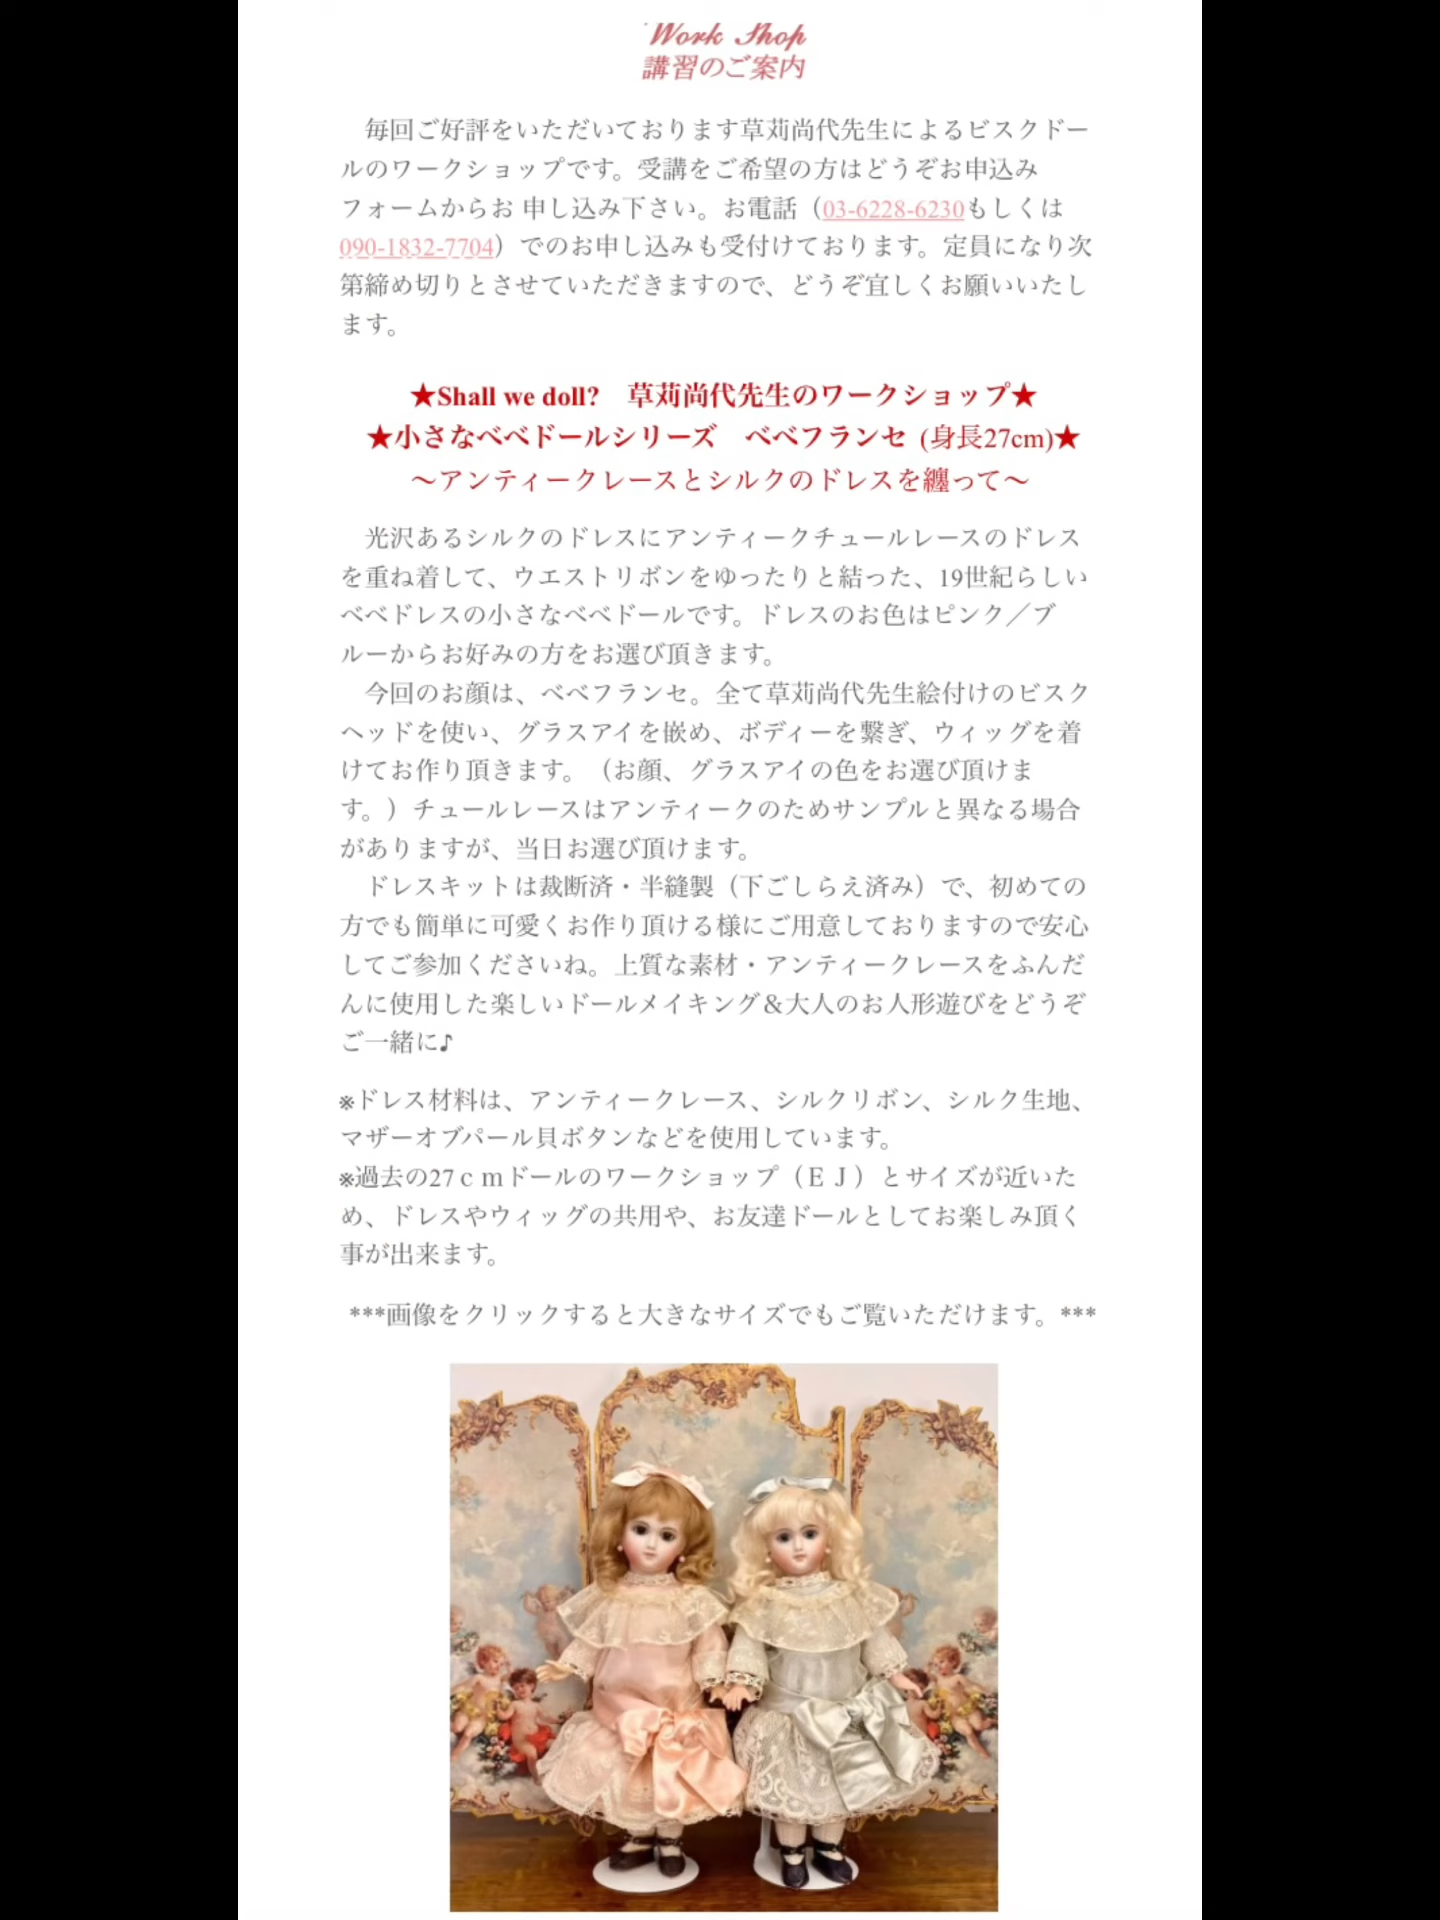 Work Shop
講習のご案内
毎回ご好評をいただいております草苅尚代先生によるビスクドー
ルのワークショップです。受講をご希望の方はどうぞお申込み
フォームからお 申し込み下さい。お電話（03-6228-6230もしくは
090-1832-7704）でのお申し込みも受付けております。定員になり次
第締め切りとさせていただきますので、どうぞ宜しくお願いいたし
ます。
★Shall we doll?　草苅尚代先生のワークショップ★
★小さなべべドールシリーズ　べべフランセ (身長27cm)★
～アンティークレースとシルクのドレスを纏って～
光沢あるシルクのドレスにアンティークチュールレースのドレス
を重ね着して、ウエストリボンをゆったりと結った、19世紀らしい
べべドレスの小さなべべドールです。ドレスのお色はピンク／ブ
ルーからお好みの方をお選び頂きます。
今回のお顔は、べべフランセ。全て草苅尚代先生絵付けのビスク
ヘッドを使い、グラスアイを嵌め、ボディーを繋ぎ、ウィッグを着
けてお作り頂きます。（お顔、グラスアイの色をお選び頂けま
す。）チュールレースはアンティークのためサンプルと異なる場合
がありますが、当日お選び頂けます。
ドレスキットは裁断済・半縫製（下ごしらえ済み）で、初めての
方でも簡単に可愛くお作り頂ける様にご用意しておりますので安心
してご参加くださいね。上質な素材・アンティークレースをふんだ
んに使用した楽しいドールメイキング＆大人のお人形遊びをどうぞ
ご一緒に♪
※ドレス材料は、アンティークレース、シルクリボン、シルク生地、
マザーオブパール貝ボタンなどを使用しています。
※過去の27ｃｍドールのワークショップ（ＥＪ）とサイズが近いた
め、ドレスやウィッグの共用や、お友達ドールとしてお楽しみ頂く
事が出来ます。
***画像をクリックすると大きなサイズでもご覧いただけます。***